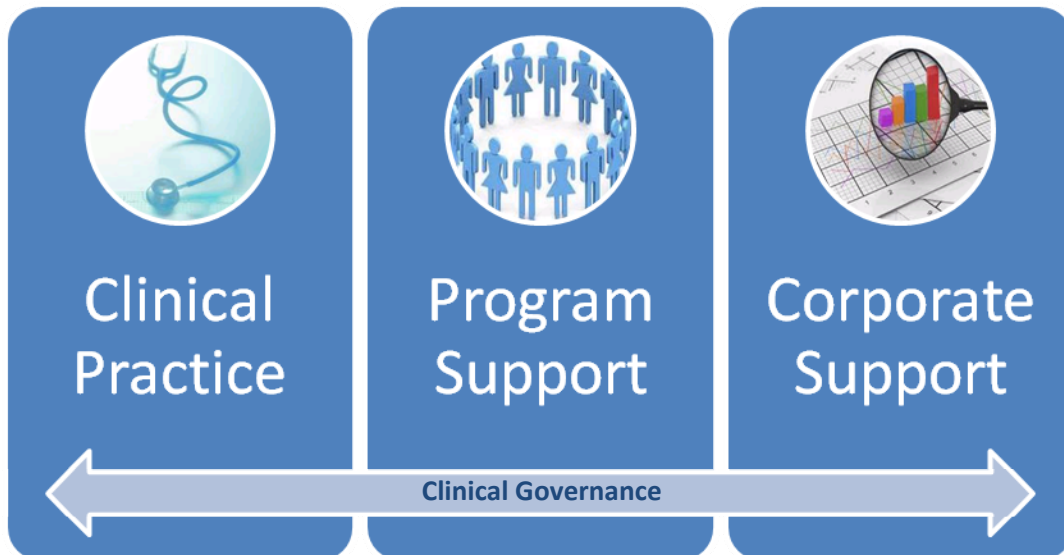 Clinical
Practice
Program
Support
Corporate
Support
Clinical Governance